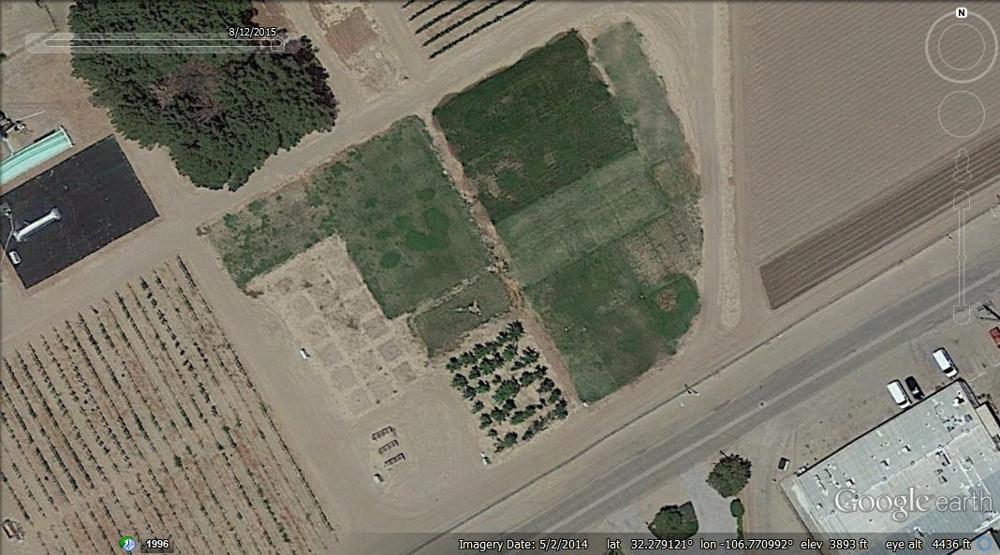 8/12/2015
N
Google earth
1996
Imagery Date: 5/2/2014 lat 32.279121° lon -106.770992° elev 3893 ft eye alt 4436 ft